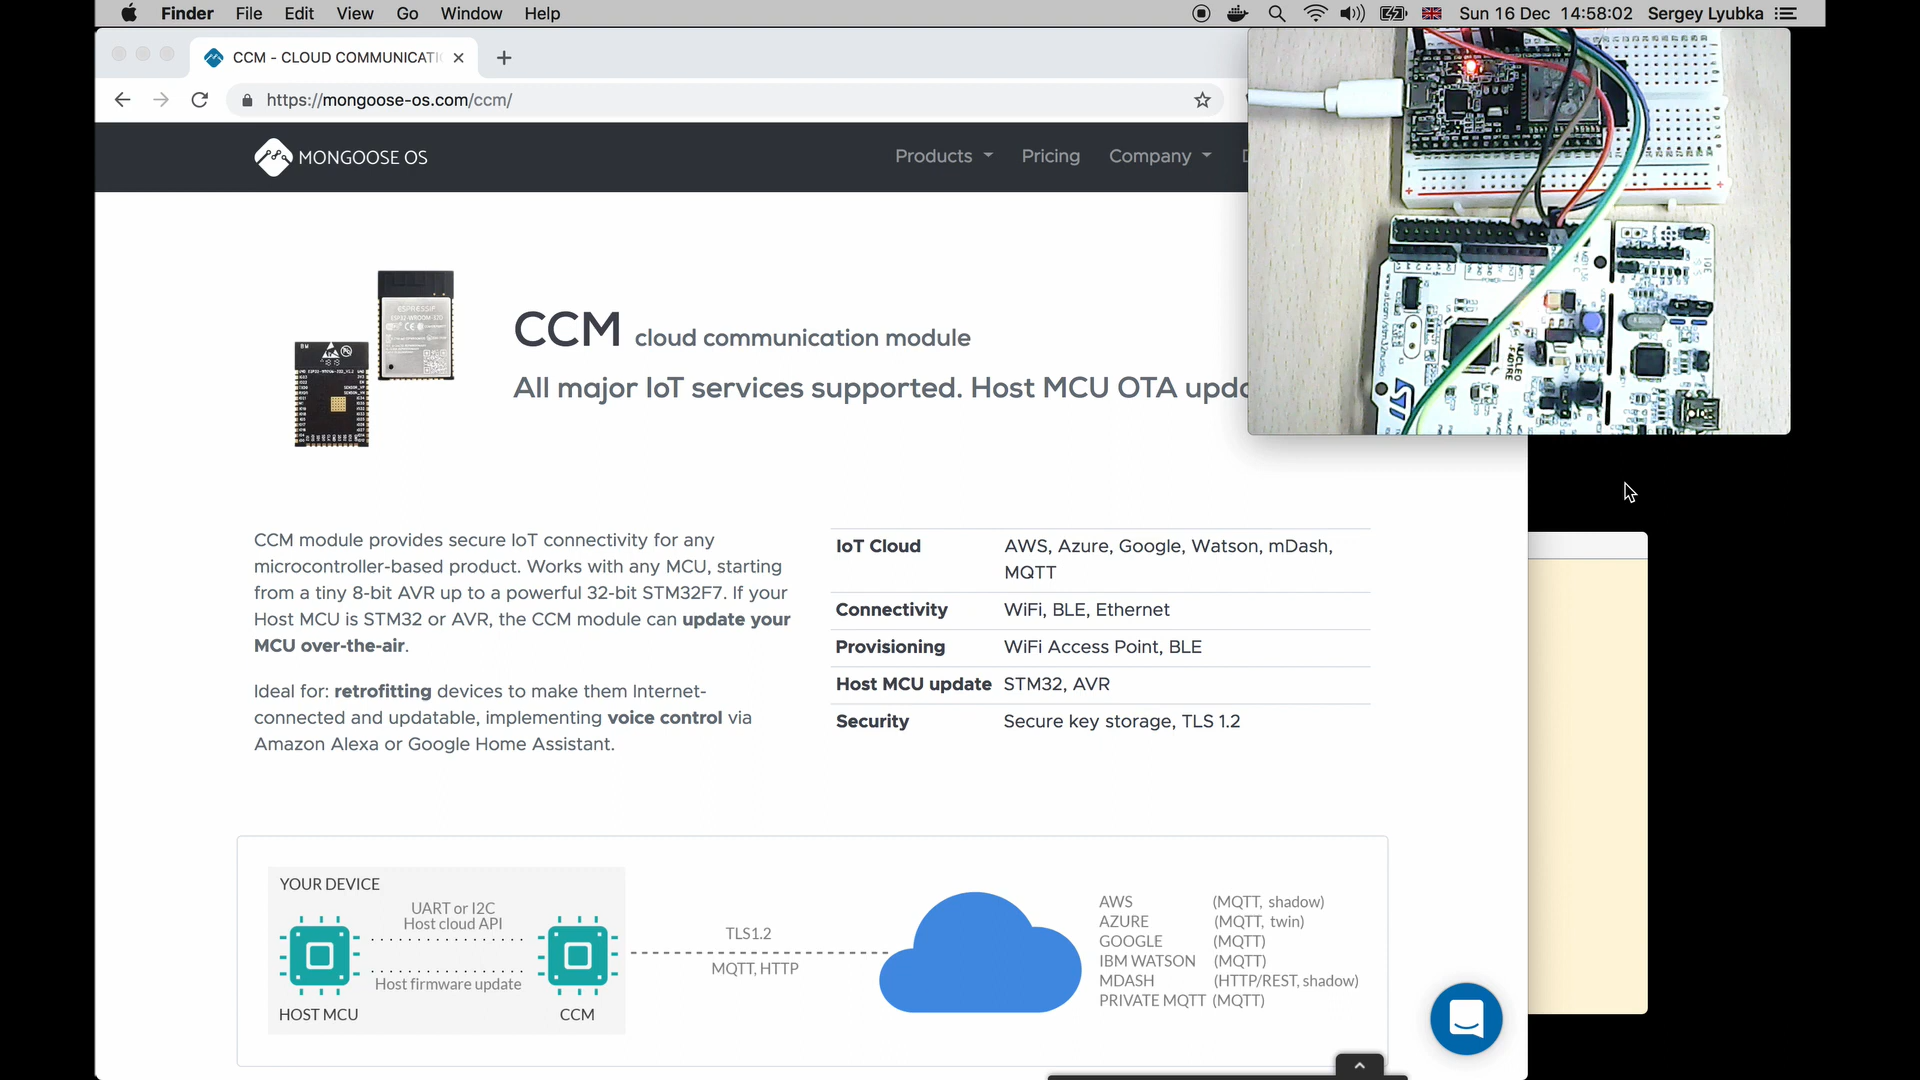 Finder File Edit View Go Window Help
Sun 16 Dec 14:58:02 Sergey Lyubka
CCM - CLOUD COMMUNICATI
https://mongoose-os.com/ccm/
MONGOOSE OS
Products Pricing Company
CCM cloud communication module
All major IoT services supported. Host MCU OTA upda
ESP32-WROOM-32D
NUCLEO
-F401RE
CCM module provides secure IoT connectivity for any
microcontroller-based product. Works with any MCU, starting
from a tiny 8-bit AVR up to a powerful 32-bit STM32F7. If your
Host MCU is STM32 or AVR, the CCM module can update your
MCU over-the-air.
Ideal for: retrofitting devices to make them Internet-
connected and updatable, implementing voice control via
Amazon Alexa or Google Home Assistant.
IoT Cloud AWS, Azure, Google, Watson, mDash,
MQTT
Connectivity WiFi, BLE, Ethernet
Provisioning WiFi Access Point, BLE
Host MCU update STM32, AVR
Security Secure key storage, TLS 1.2
YOUR DEVICE
UART or I2C
Host cloud API
Host firmware update
HOST MCU
CCM
TLS1.2
MQTT, HTTP
AWS (MQTT, shadow)
AZURE (MQTT, twin)
GOOGLE (MQTT)
IBM WATSON (MQTT)
MDASH (HTTP/REST, shadow)
PRIVATE MQTT (MQTT)